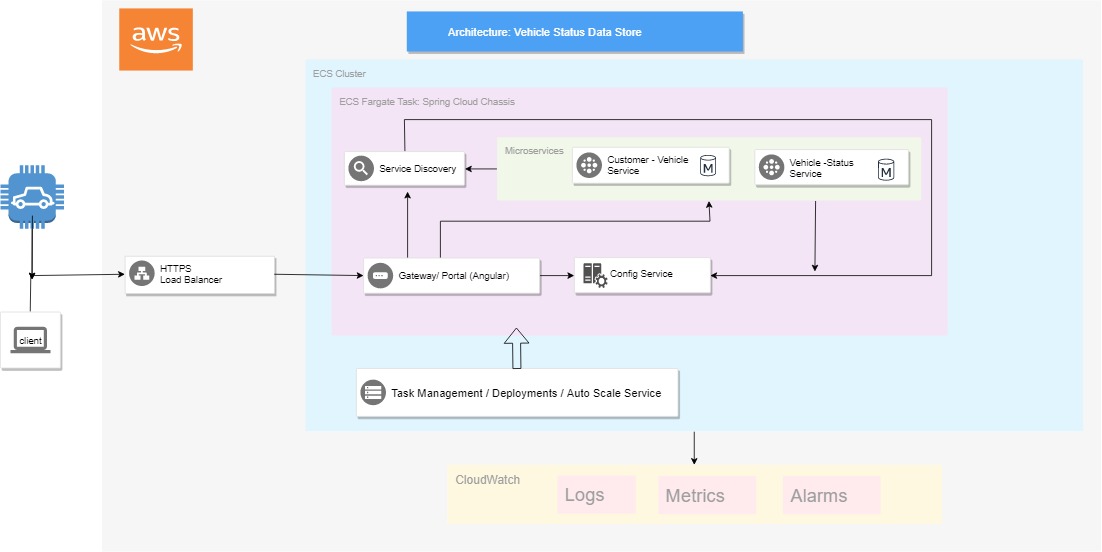 aws
Architecture: Vehicle Status Data Store
ECS Cluster
ECS Fargate Task: Spring Cloud Chassis
Microservices
Customer - Vehicle
Service
M
Vehicle -Status
Service
M
Service Discovery
HTTPS
Load Balancer
Gateway/ Portal (Angular)
Config Service
client
Task Management / Deployments / Auto Scale Service
CloudWatch
Logs
Metrics
Alarms